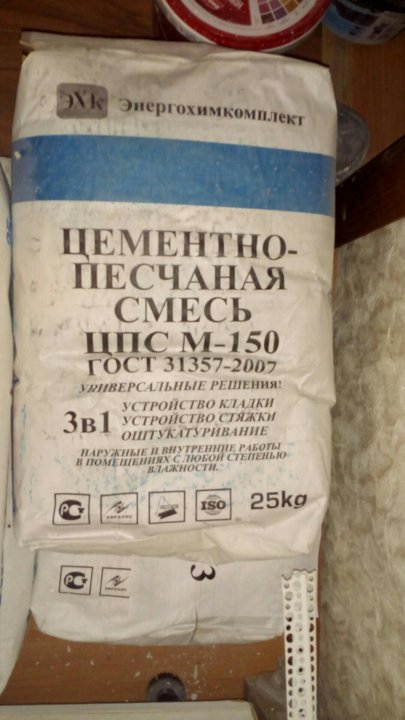 ЭХК Энергохимкомплект
ЦЕМЕНТНО-
ПЕСЧАНАЯ
СМЕСЬ
ЦПС М-150
ГОСТ 31357-2007
УНИВЕРСАЛЬНЫЕ РЕШЕНИЯ!
3в1
УСТРОЙСТВО КЛАДКИ
УСТРОЙСТВО СТЯЖКИ
ОШТУКАТУРИВАНИЕ
НАРУЖНЫЕ И ВНУТРЕННИЕ РАБОТЫ
В ПОМЕЩЕНИЯХ С ЛЮБОЙ СТЕПЕНЬЮ
ВЛАЖНОСТИ.
ISO 25kg
3